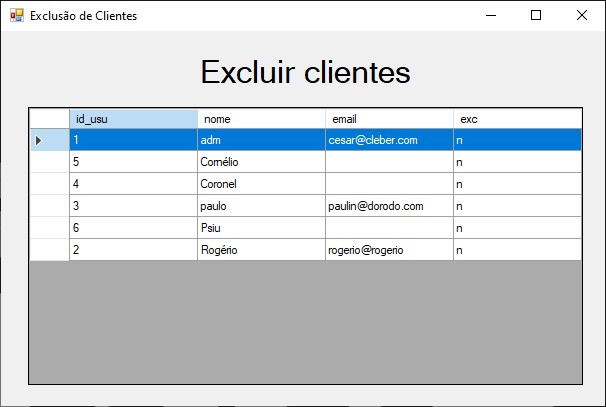 Exclusão de Clientes
Excluir clientes
id_usu nome email exc
1 adm cesar@cleber.com n
5 Cornélio n
4 Coronel n
3 paulo paulin@dorodo.com n
6 Psiu n
2 Rogério rogerio@rogerio n